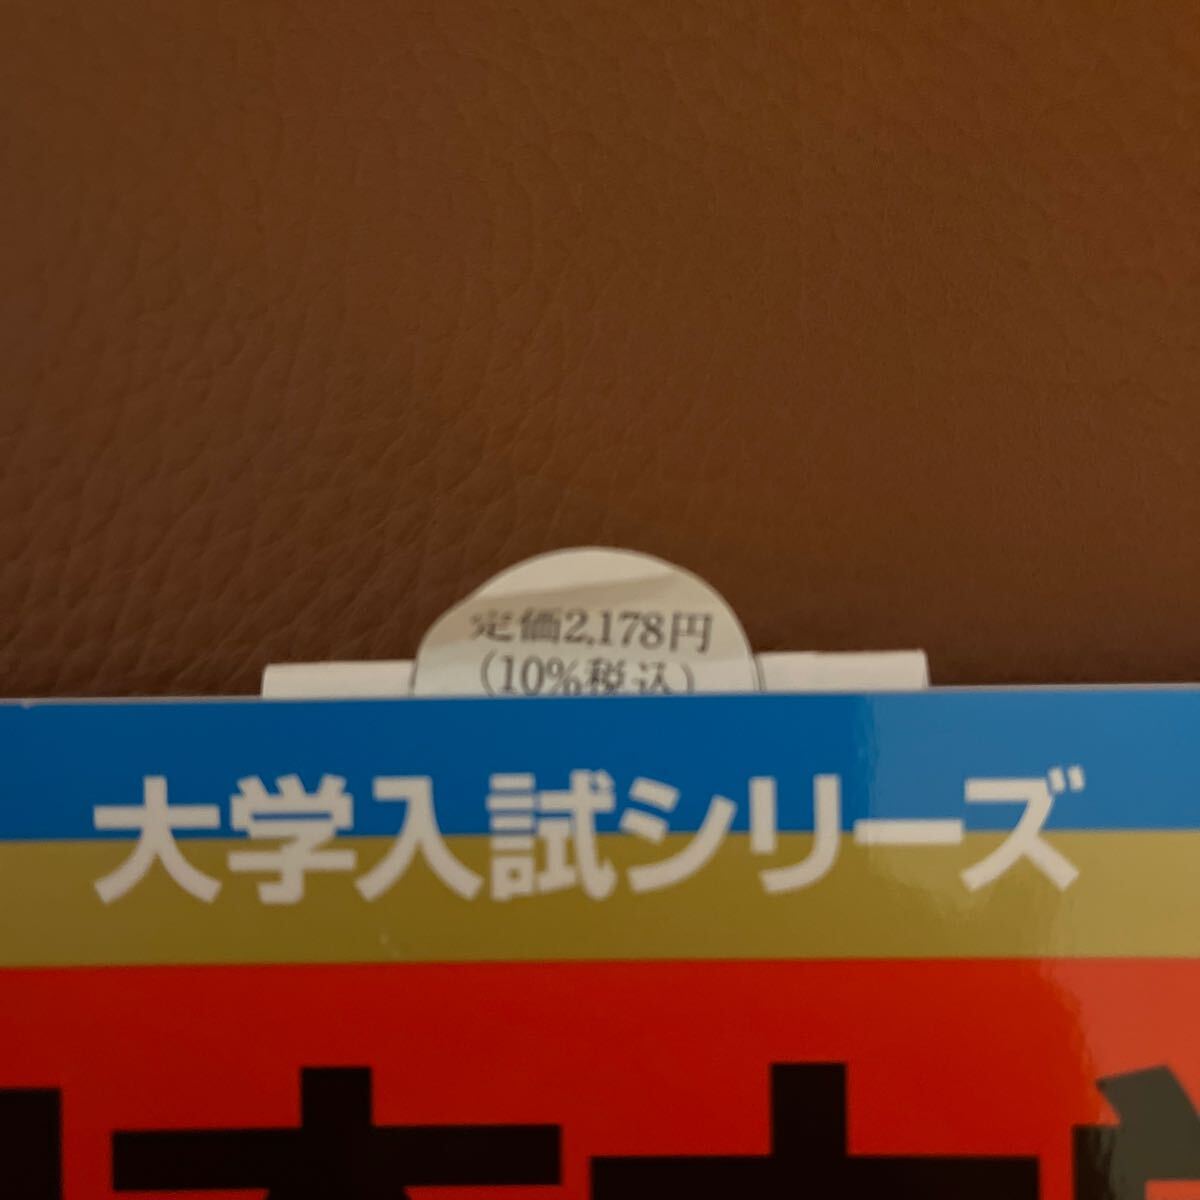 定価2,178円
(10%税込)
大学入試シリーズ